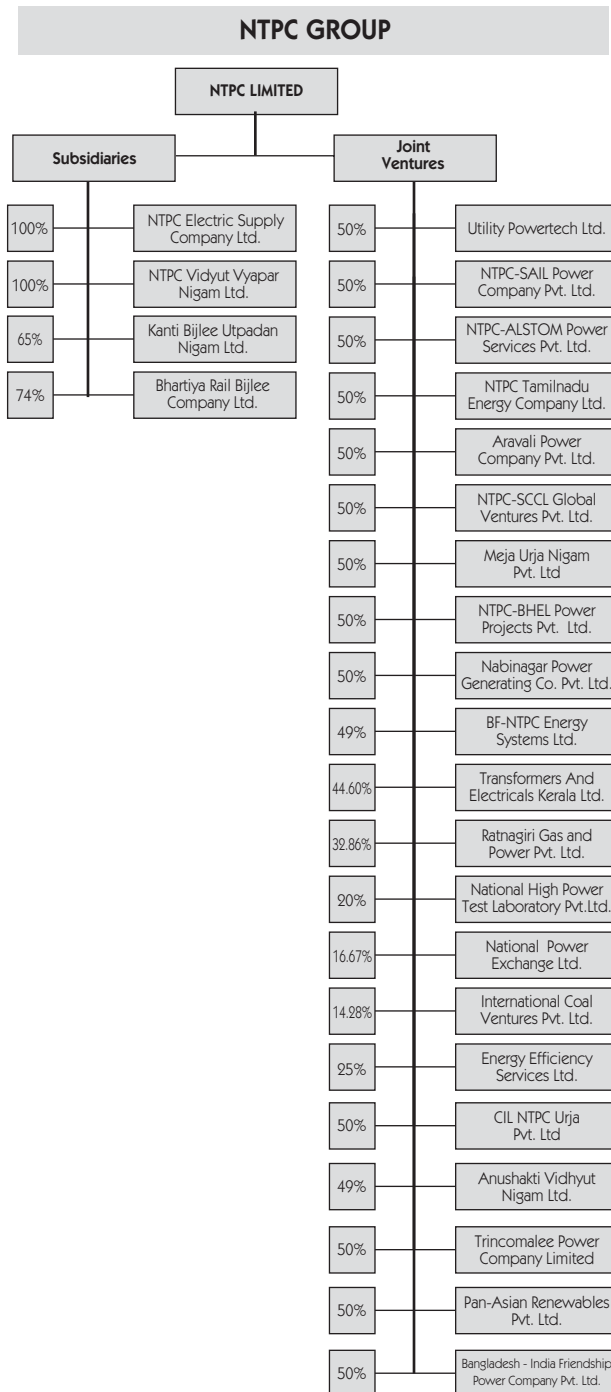 NTPC GROUP
NTPC LIMITED
Subsidiaries
100%
NTPC Electric Supply
Company Ltd.
100%
NTPC Vidyut Vyapar
Nigam Ltd.
65%
Kanti Bijlee Utpadan
Nigam Ltd.
74%
Bhartiya Rail Bijlee
Company Ltd.
Joint
Ventures
50%
Utility Powertech Ltd.
50%
NTPC-SAIL Power
Company Pvt. Ltd.
50%
NTPC-ALSTOM Power
Services Pvt. Ltd.
50%
NTPC Tamilnadu
Energy Company Ltd.
50%
Aravali Power
Company Pvt. Ltd.
50%
NTPC-SCCL Global
Ventures Pvt. Ltd.
50%
Meja Urja Nigam
Pvt. Ltd
50%
NTPC-BHEL Power
Projects Pvt. Ltd.
50%
Nabinagar Power
Generating Co. Pvt. Ltd.
49%
BF-NTPC Energy
Systems Ltd.
44.60%
Transformers And
Electricals Kerala Ltd.
32.86%
Ratnagiri Gas and
Power Pvt. Ltd.
20%
National High Power
Test Laboratory Pvt.Ltd.
16.67%
National Power
Exchange Ltd.
14.28%
International Coal
Ventures Pvt. Ltd.
25%
Energy Efficiency
Services Ltd.
50%
CIL NTPC Urja
Pvt. Ltd
49%
Anushakti Vidhyut
Nigam Ltd.
50%
Trincomalee Power
Company Limited
50%
Pan-Asian Renewables
Pvt. Ltd.
50%
Bangladesh - India Friendship
Power Company Pvt. Ltd.